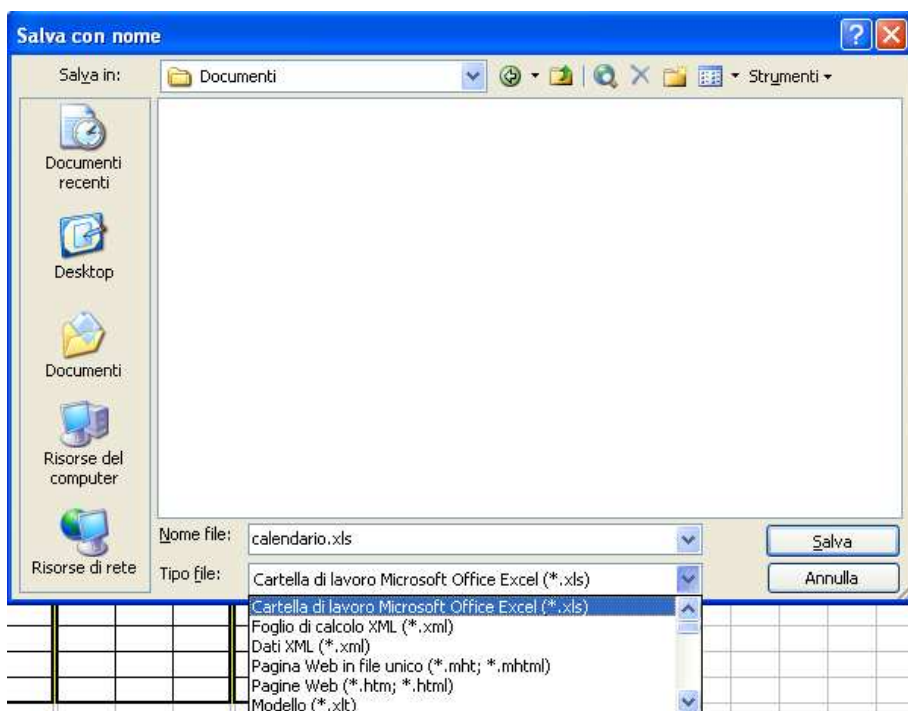 Salva con nome
Salva in:
Documenti
Strumenti
Documenti
recenti
Desktop
Documenti
Risorse del
computer
Risorse di rete
Nome file:
calendario.xls
Salva
Tipo file:
Cartella di lavoro Microsoft Office Excel (*.xls)
Annulla
Cartella di lavoro Microsoft Office Excel (*.xls)
Foglio di calcolo XML (*.xml)
Dati XML (*.xml)
Pagina Web in file unico (*.mht; *.mhtml)
Pagine Web (*.htm; *.html)
Modello (*.xlt)